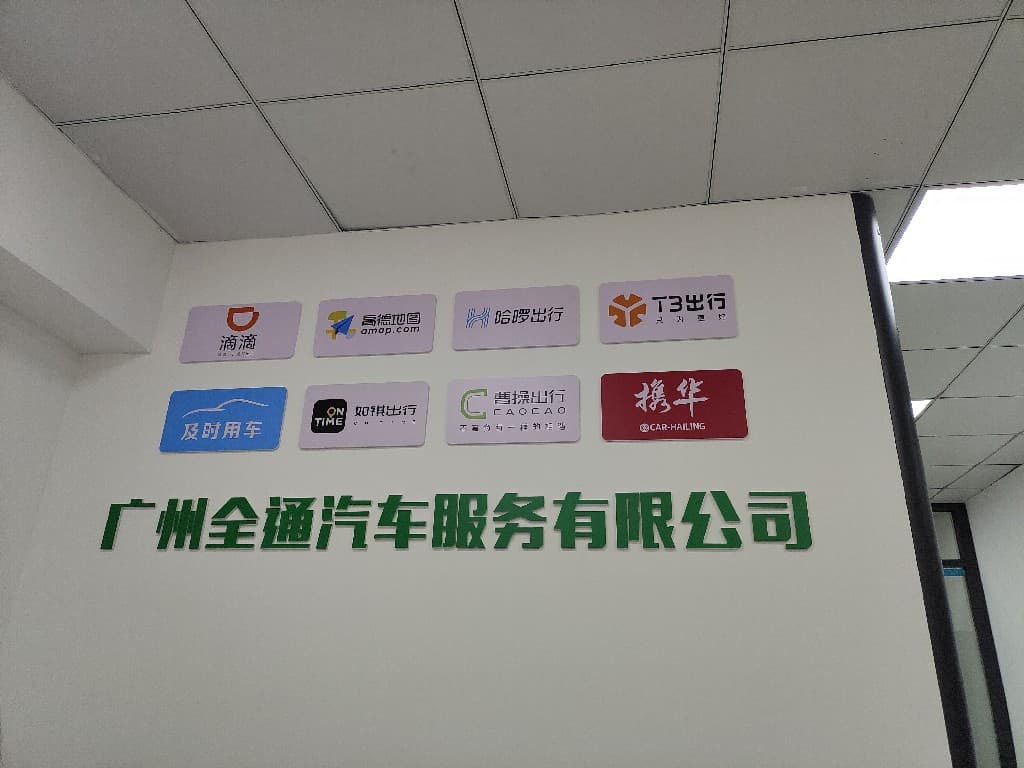 滴滴
高德地图
amap.com
哈啰出行
T3出行
及时用车
ON
TIME
如祺出行
ON TIME
曹操出行
CAOCAO
携华
CAR-HAILING
广州全通汽车服务有限公司